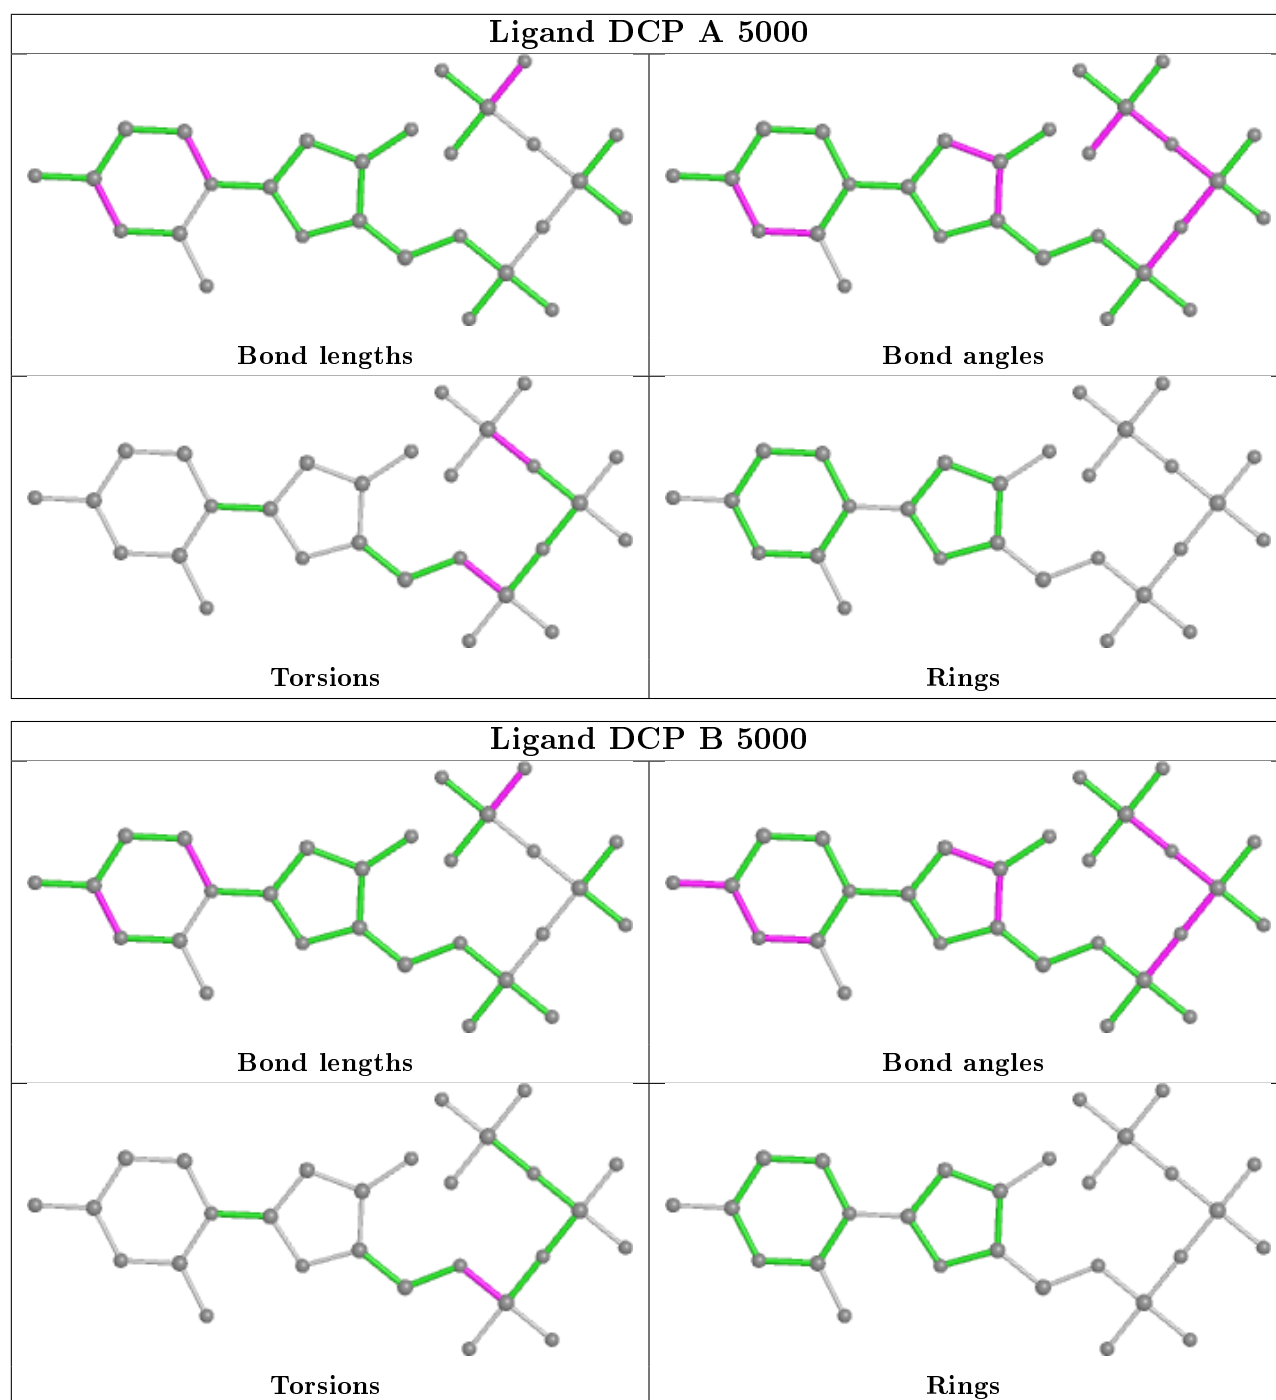 Ligand DCP A 5000
Bond lengths
Bond angles
Torsions
Rings
Ligand DCP B 5000
Bond lengths
Bond angles
Torsions
Rings